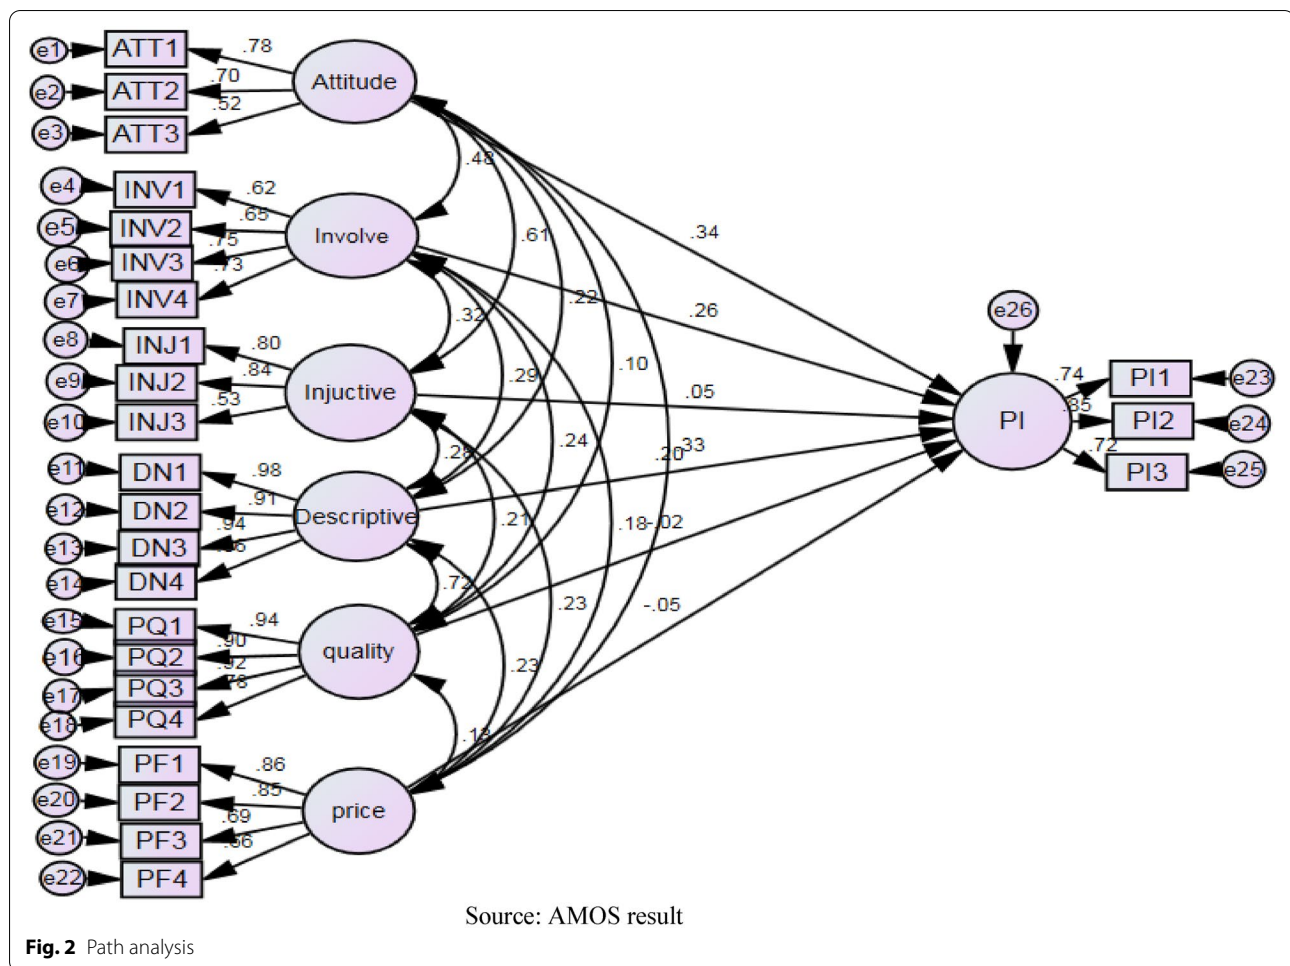 e1 ATT1 .78 Attitude
e2 ATT2 .70
e3 ATT3 .52
e4 INV1 .62
e5 INV2 .65 Involve
e6 INV3 .75
e7 INV4 .73
e8 INJ1 .80
e9 INJ2 .84 Injuctive
e10 INJ3 .53
e11 DN1 .98
e12 DN2 .91 Descriptive
e13 DN3 .94
e14 DN4
e15 PQ1 .94
e16 PQ2 .90 quality
e17 PQ3 .92
e18 PQ4 .78
e19 PF1 .86
e20 PF2 .85 price
e21 PF3 .69
e22 PF4
.48
.61
.22
.10
.32
.29
.24
.20
.28
.21
.18
.72
.23
.23
.13
.34
.26
.05
.33
-.02
-.05
e26
PI
.74 PI1 e23
.85 PI2 e24
.72 PI3 e25
Source: AMOS result
Fig. 2 Path analysis